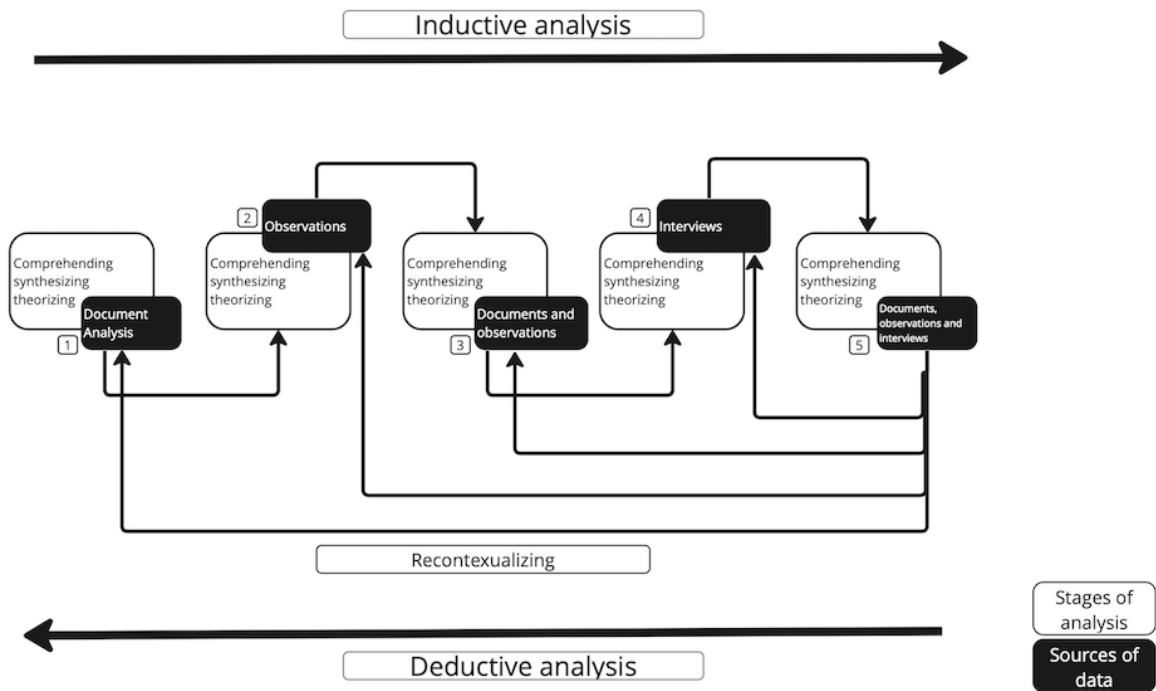 Inductive analysis
2
Observations
4
Interviews
Comprehending
synthesizing
theorizing
Document
Analysis
1
Comprehending
synthesizing
theorizing
Comprehending
synthesizing
theorizing
Documents and
observations
3
Comprehending
synthesizing
theorizing
Comprehending
synthesizing
theorizing
Documents,
observations and
interviews
5
Recontexualizing
Deductive analysis
Stages of
analysis
Sources of
data